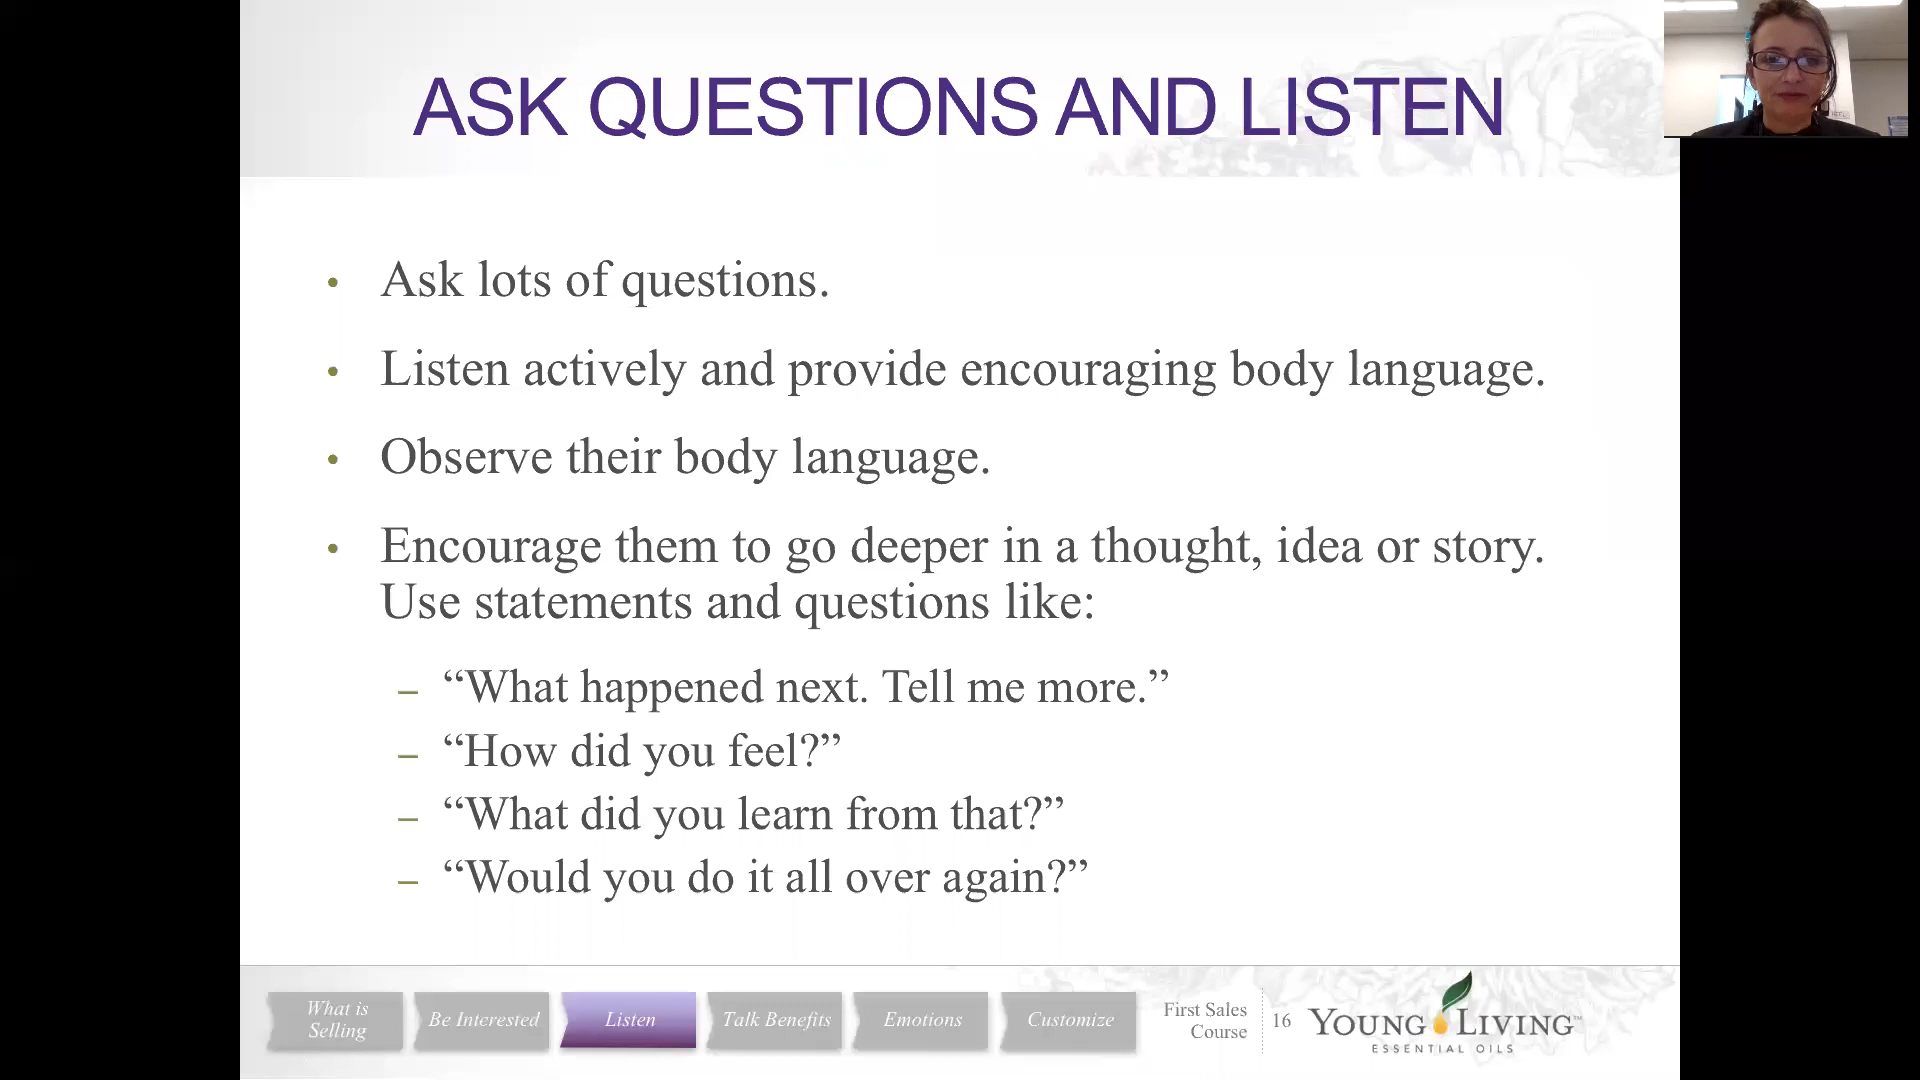 ASK QUESTIONS AND LISTEN
• Ask lots of questions.
• Listen actively and provide encouraging body language.
• Observe their body language.
• Encourage them to go deeper in a thought, idea or story.
Use statements and questions like:
– “What happened next. Tell me more.”
– “How did you feel?”
– “What did you learn from that?”
– “Would you do it all over again?”
What is
Selling
Be Interested
Listen
Talk Benefits
Emotions
Customize
First Sales
Course
16
YOUNG LIVING™
ESSENTIAL OILS